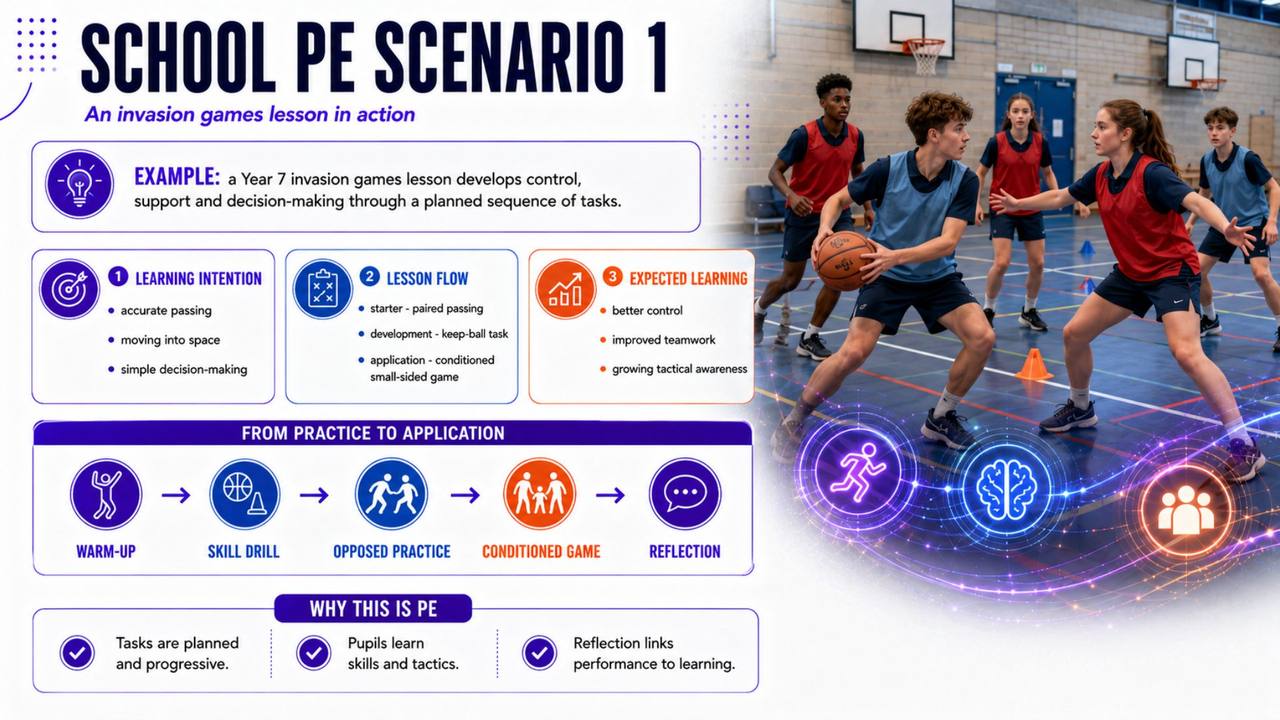 SCHOOL PE SCENARIO 1
An invasion games lesson in action
EXAMPLE: a Year 7 invasion games lesson develops control,
support and decision-making through a planned sequence of tasks.
1 LEARNING INTENTION
• accurate passing
• moving into space
• simple decision-making
2 LESSON FLOW
• starter - paired passing
• development - keep-ball task
• application - conditioned
small-sided game
3 EXPECTED LEARNING
• better control
• improved teamwork
• growing tactical awareness
FROM PRACTICE TO APPLICATION
WARM-UP
SKILL DRILL
OPPOSED PRACTICE
CONDITIONED GAME
REFLECTION
WHY THIS IS PE
Tasks are planned
and progressive.
Pupils learn
skills and tactics.
Reflection links
performance to learning.